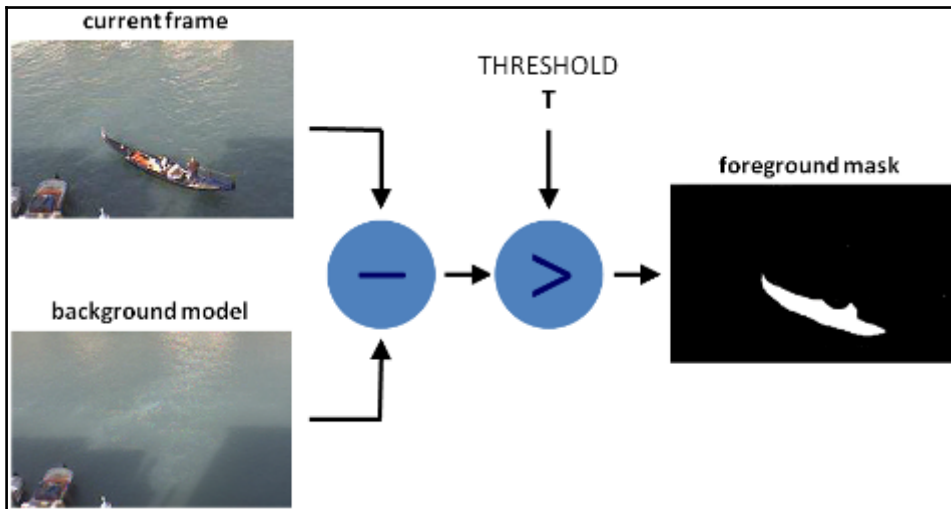 current frame
THRESHOLD
T
foreground mask
− >
background model